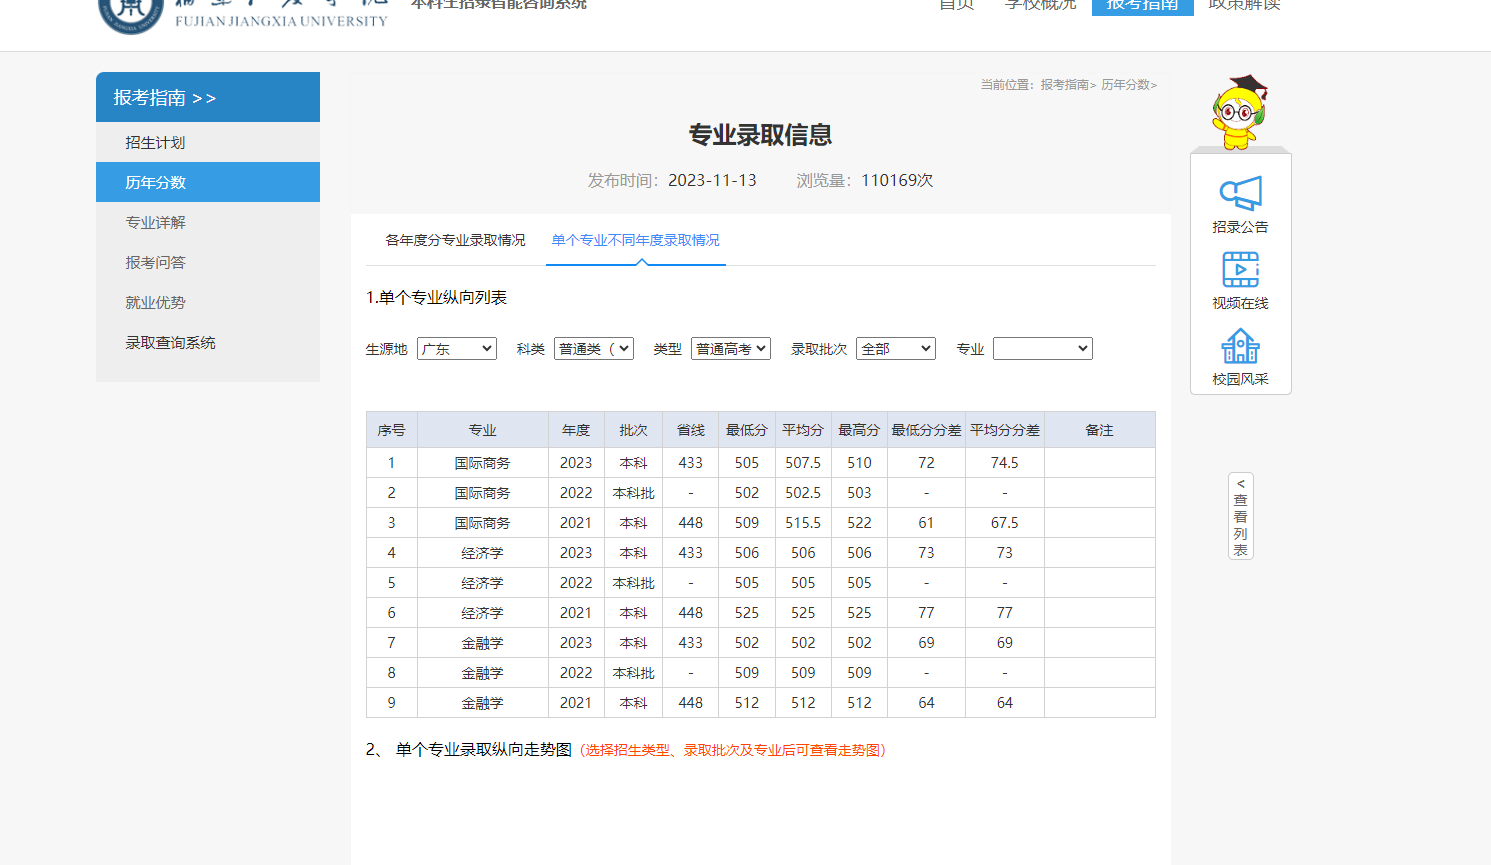 FUJIAN JIANGXIA UNIVERSITY
本科生招录智能咨询系统
首页 学校概况 报考指南 政策解读
报考指南 >>
招生计划
历年分数
专业详解
报考问答
就业优势
录取查询系统
当前位置：报考指南> 历年分数>
专业录取信息
发布时间：2023-11-13 浏览量：110169次
各年度分专业录取情况 单个专业不同年度录取情况
1.单个专业纵向列表
生源地 广东 科类 普通类（ 类型 普通高考 录取批次 全部 专业
序号 专业 年度 批次 省线 最低分 平均分 最高分 最低分分差 平均分分差 备注
1 国际商务 2023 本科 433 505 507.5 510 72 74.5
2 国际商务 2022 本科批 - 502 502.5 503 - -
3 国际商务 2021 本科 448 509 515.5 522 61 67.5
4 经济学 2023 本科 433 506 506 506 73 73
5 经济学 2022 本科批 - 505 505 505 - -
6 经济学 2021 本科 448 525 525 525 77 77
7 金融学 2023 本科 433 502 502 502 69 69
8 金融学 2022 本科批 - 509 509 509 - -
9 金融学 2021 本科 448 512 512 512 64 64
2、 单个专业录取纵向走势图（选择招生类型、录取批次及专业后可查看走势图）
招录公告
视频在线
校园风采
<
查
看
列
表